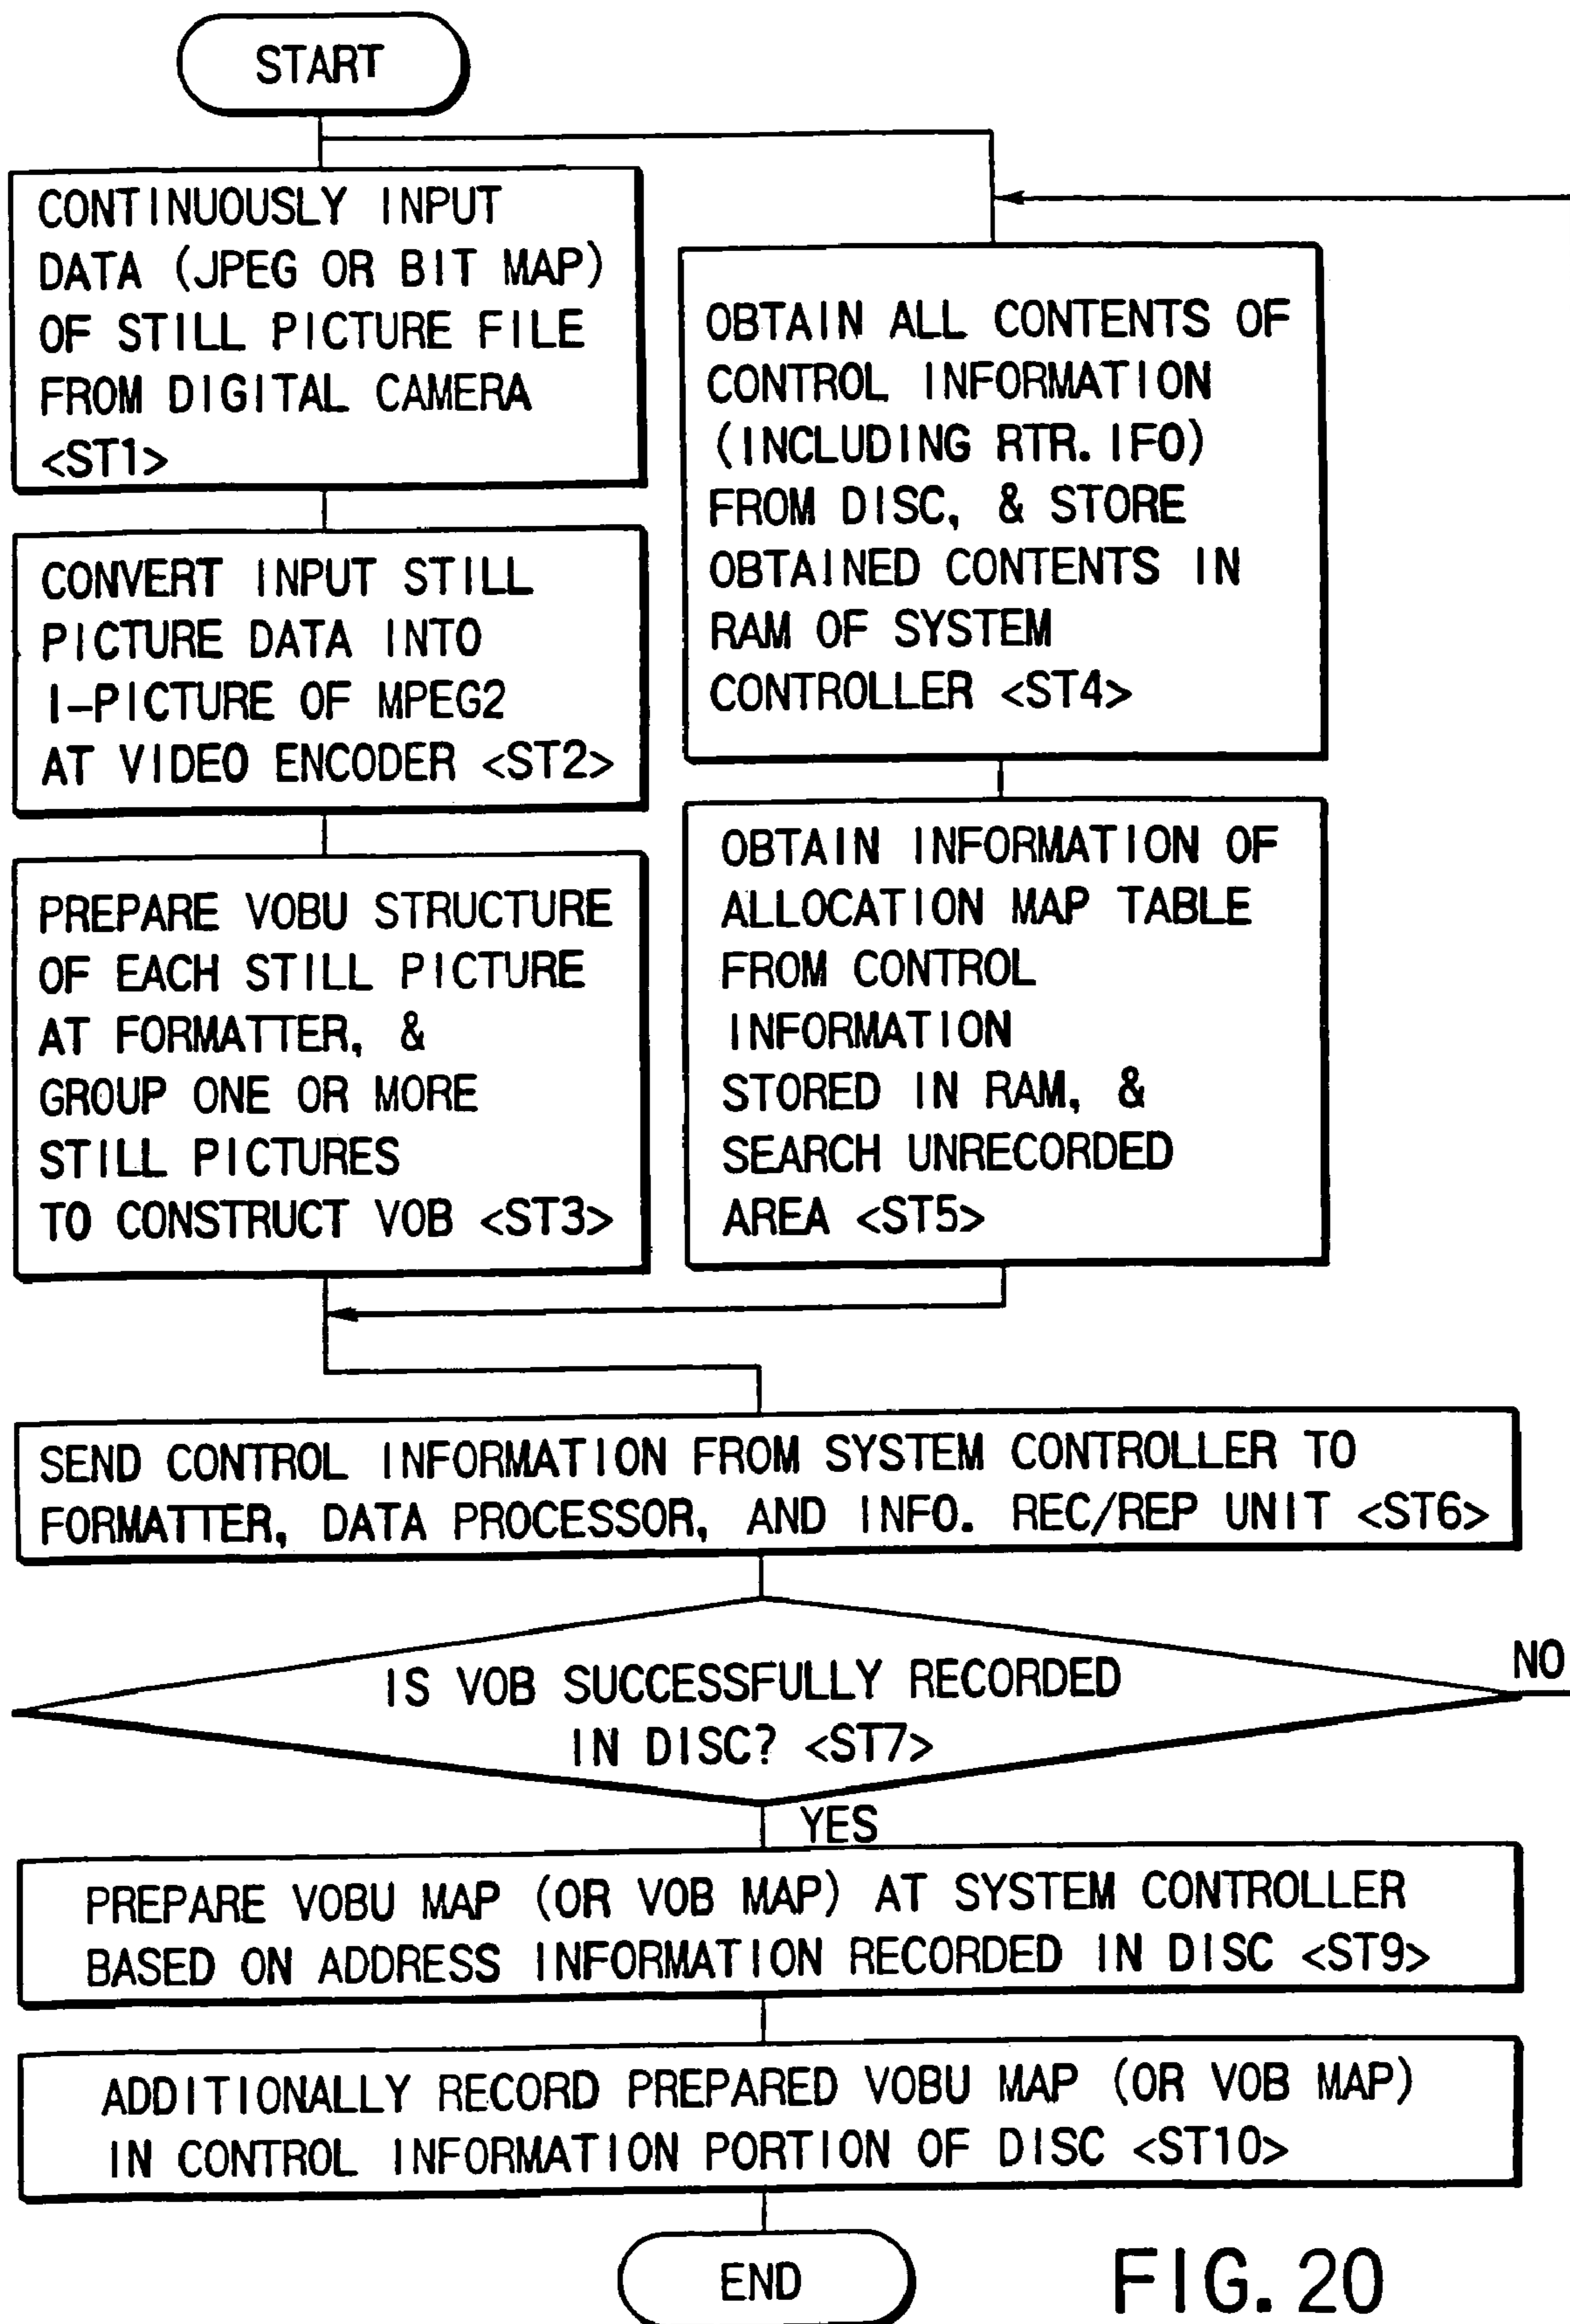 START
CONTINUOUSLY INPUT
DATA (JPEG OR BIT MAP)
OF STILL PICTURE FILE
FROM DIGITAL CAMERA
<ST1>
CONVERT INPUT STILL
PICTURE DATA INTO
I-PICTURE OF MPEG2
AT VIDEO ENCODER <ST2>
PREPARE VOBU STRUCTURE
OF EACH STILL PICTURE
AT FORMATTER, &
GROUP ONE OR MORE
STILL PICTURES
TO CONSTRUCT VOB <ST3>
OBTAIN ALL CONTENTS OF
CONTROL INFORMATION
(INCLUDING RTR. IFO)
FROM DISC, & STORE
OBTAINED CONTENTS IN
RAM OF SYSTEM
CONTROLLER <ST4>
OBTAIN INFORMATION OF
ALLOCATION MAP TABLE
FROM CONTROL
INFORMATION
STORED IN RAM, &
SEARCH UNRECORDED
AREA <ST5>
SEND CONTROL INFORMATION FROM SYSTEM CONTROLLER TO
FORMATTER, DATA PROCESSOR, AND INFO. REC/REP UNIT <ST6>
IS VOB SUCCESSFULLY RECORDED
IN DISC? <ST7>
NO
YES
PREPARE VOBU MAP (OR VOB MAP) AT SYSTEM CONTROLLER
BASED ON ADDRESS INFORMATION RECORDED IN DISC <ST9>
ADDITIONALLY RECORD PREPARED VOBU MAP (OR VOB MAP)
IN CONTROL INFORMATION PORTION OF DISC <ST10>
END
FIG. 20